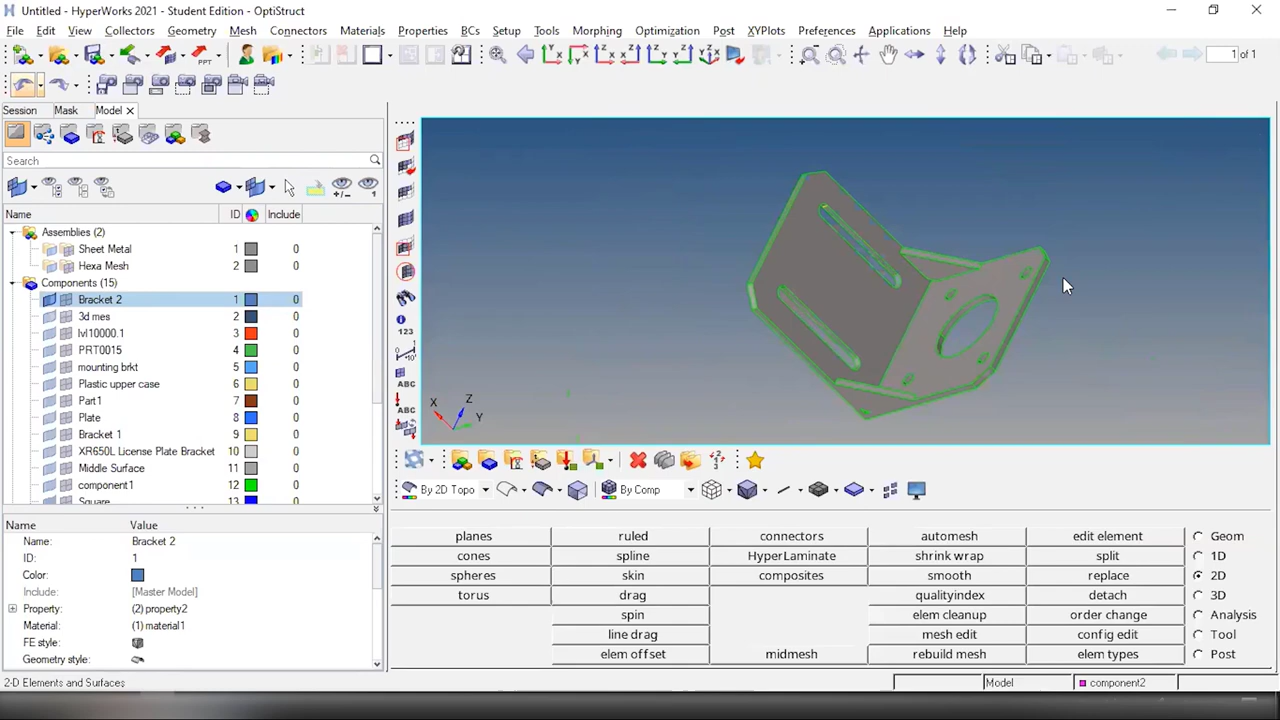 Untitled - HyperWorks 2021 - Student Edition - OptiStruct
File Edit View Collectors Geometry Mesh Connectors Materials Properties BCs Setup Tools Morphing Optimization Post XYPlots Preferences Applications Help
PPT
1 of 1
Session Mask Model
Search
Name ID Include
Assemblies (2)
Sheet Metal 1 0
Hexa Mesh 2 0
Components (15)
Bracket 2 1 0
3d mes 2 0
lvl10000.1 3 0
PRT0015 4 0
mounting brkt 5 0
Plastic upper case 6 0
Part1 7 0
Plate 8 0
Bracket 1 9 0
XR650L License Plate Bracket 10 0
Middle Surface 11 0
component1 12 0
Square 13 0
Name Value
Name: Bracket 2
ID: 1
Color:
Include: [Master Model]
Property: (2) property2
Material: (1) material1
FE style:
Geometry style:
123
ABC
ABC
X Z Y
By 2D Topo By Comp
planes ruled connectors automesh edit element Geom
cones spline HyperLaminate shrink wrap split 1D
spheres skin composites smooth replace 2D
torus drag qualityindex detach 3D
spin elem cleanup order change Analysis
line drag mesh edit config edit Tool
elem offset midmesh rebuild mesh elem types Post
2-D Elements and Surfaces Model component2